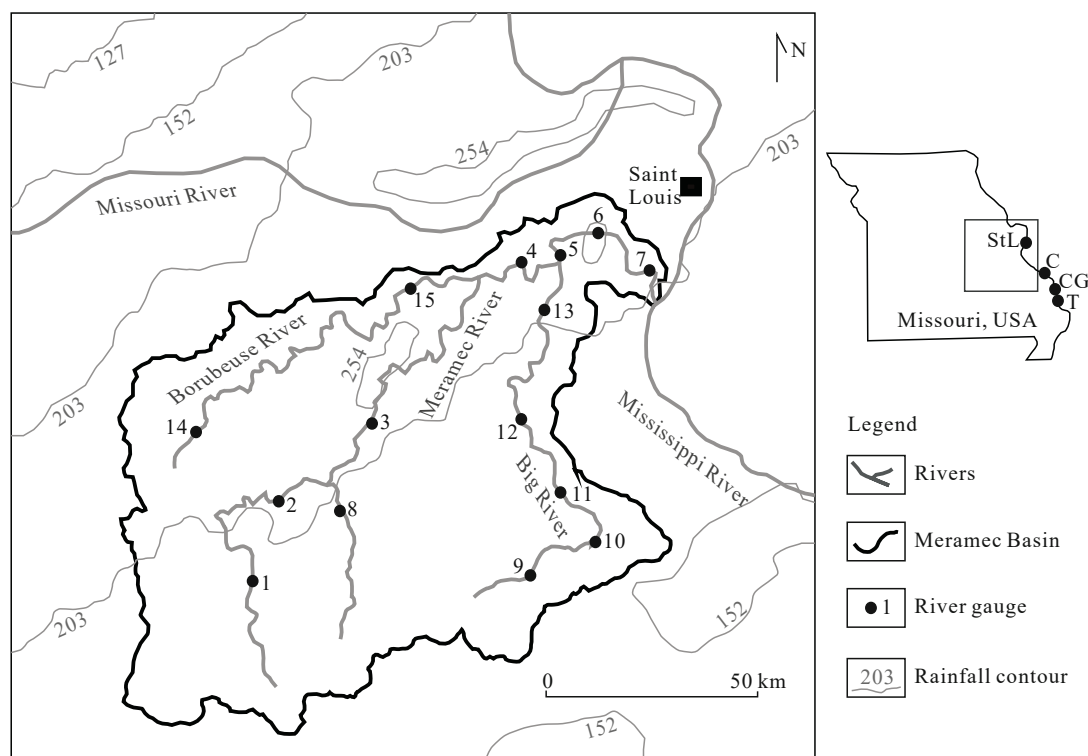 127
203
N
152
254
203
Saint
Louis
Missouri River
6
5
4
7
15
13
Borubeuse River
254
Meramec River
203
14
3
12
Mississippi River
Big River
11
2
8
10
9
1
203
152
0
50 km
152
StL
C
CG
T
Missouri, USA
Legend
Rivers
Meramec Basin
1
River gauge
203
Rainfall contour